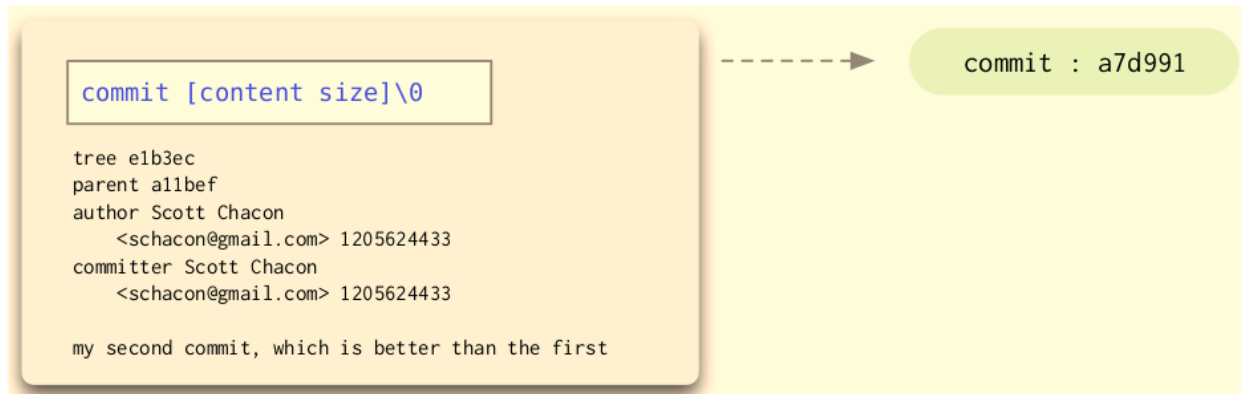 commit [content size]\0
tree e1b3ec
parent a11bef
author Scott Chacon
<schacon@gmail.com> 1205624433
committer Scott Chacon
<schacon@gmail.com> 1205624433
my second commit, which is better than the first
commit : a7d991